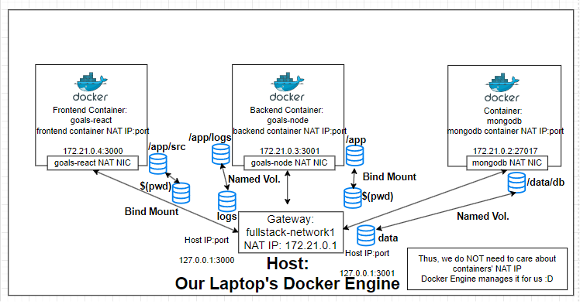 docker
Frontend Container:
goals-react
frontend container NAT IP:port
172.21.0.4:3000
goals-react NAT NIC
/app/src
$(pwd)
Bind Mount
docker
Backend Container:
goals-node
backend container NAT IP:port
172.21.0.3:3001
goals-node NAT NIC
/app/logs
Named Vol.
logs
/app
Bind Mount
$(pwd)
docker
Container:
mongodb
mongodb container NAT IP:port
172.21.0.2:27017
mongodb NAT NIC
/data/db
Named Vol.
data
Gateway:
fullstack-network1
NAT IP: 172.21.0.1
Host IP:port
127.0.0.1:3000
Host IP:port
127.0.0.1:3001
Host:
Our Laptop's Docker Engine
Thus, we do NOT need to care about
containers' NAT IP
Docker Engine manages it for us :D